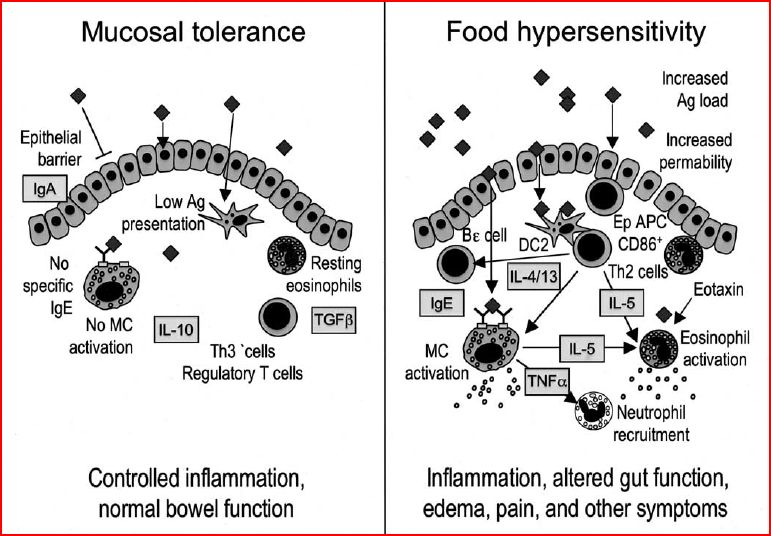 Mucosal tolerance
Epithelial
barrier
IgA
Low Ag
presentation
No
specific
IgE
No MC
activation
IL-10
Resting
eosinophils
TGFβ
Th3 `cells
Regulatory T cells
Controlled inflammation,
normal bowel function
Food hypersensitivity
Increased
Ag load
Increased
permability
Ep APC
CD86+
Bε cell
DC2
IL-4/13
Th2 cells
IgE
IL-5
Eotaxin
MC
activation
IL-5
Eosinophil
activation
TNFα
Neutrophil
recruitment
Inflammation, altered gut function,
edema, pain, and other symptoms